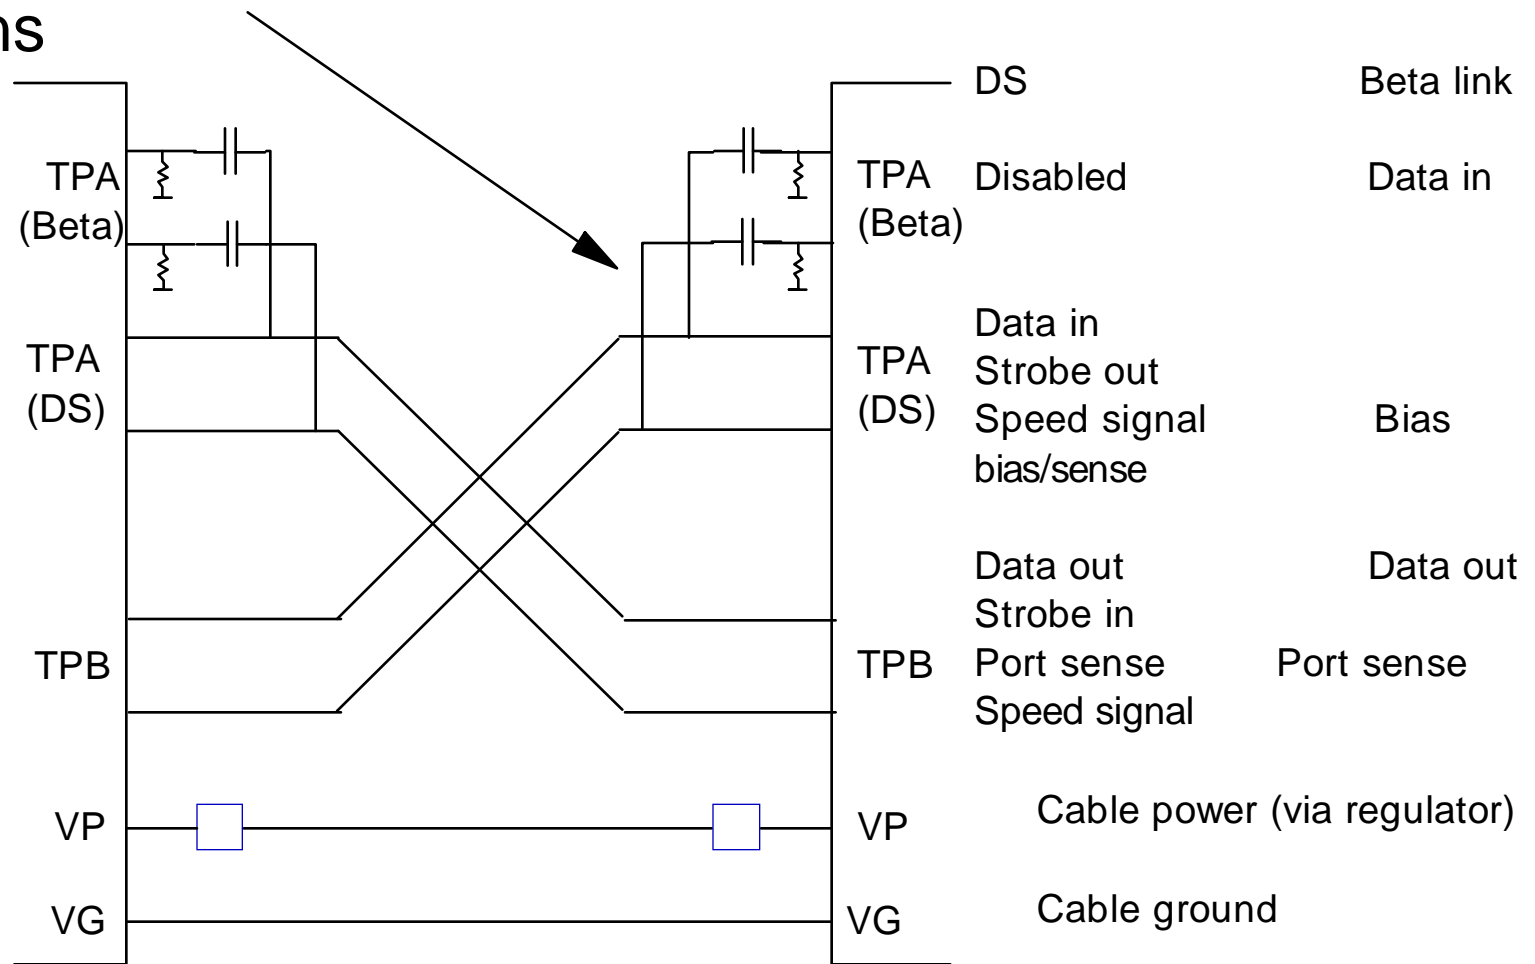 ns
DS Beta link
TPA
(Beta)
TPA
(Beta)
Disabled Data in
TPA
(DS)
TPA
(DS)
Data in
Strobe out
Speed signal Bias
bias/sense
Data out Data out
Strobe in
TPB
TPB
Port sense Port sense
Speed signal
VP
VP
Cable power (via regulator)
VG
VG
Cable ground